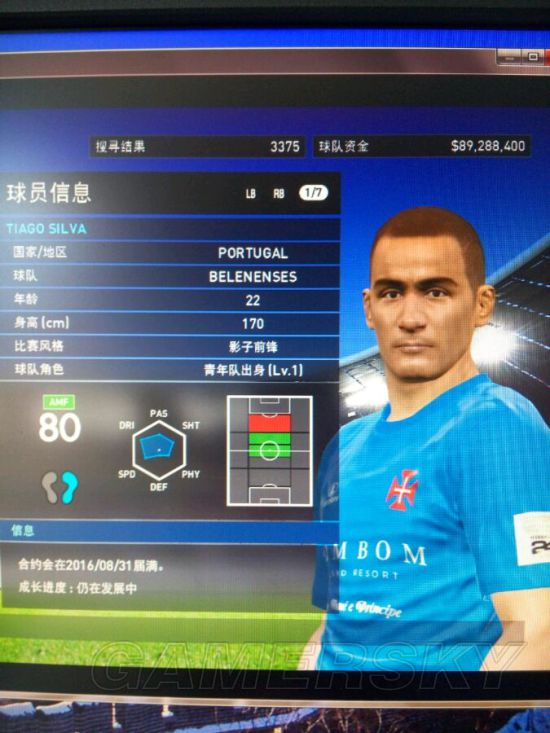 搜寻结果 3375 球队资金 $89,288,400
球员信息 LB RB 1/7
TIAGO SILVA
国家/地区 PORTUGAL
球队 BELENENSES
年龄 22
身高(cm) 170
比赛风格 影子前锋
球队角色 青年队出身(Lv.1)
AMF
80
PAS
DRI SHT
SPD PHY
DEF
信息
合约会在2016/08/31届满。
成长进度:仍在发展中
MBOM
RESORT
Príncipe
GAMERSKY